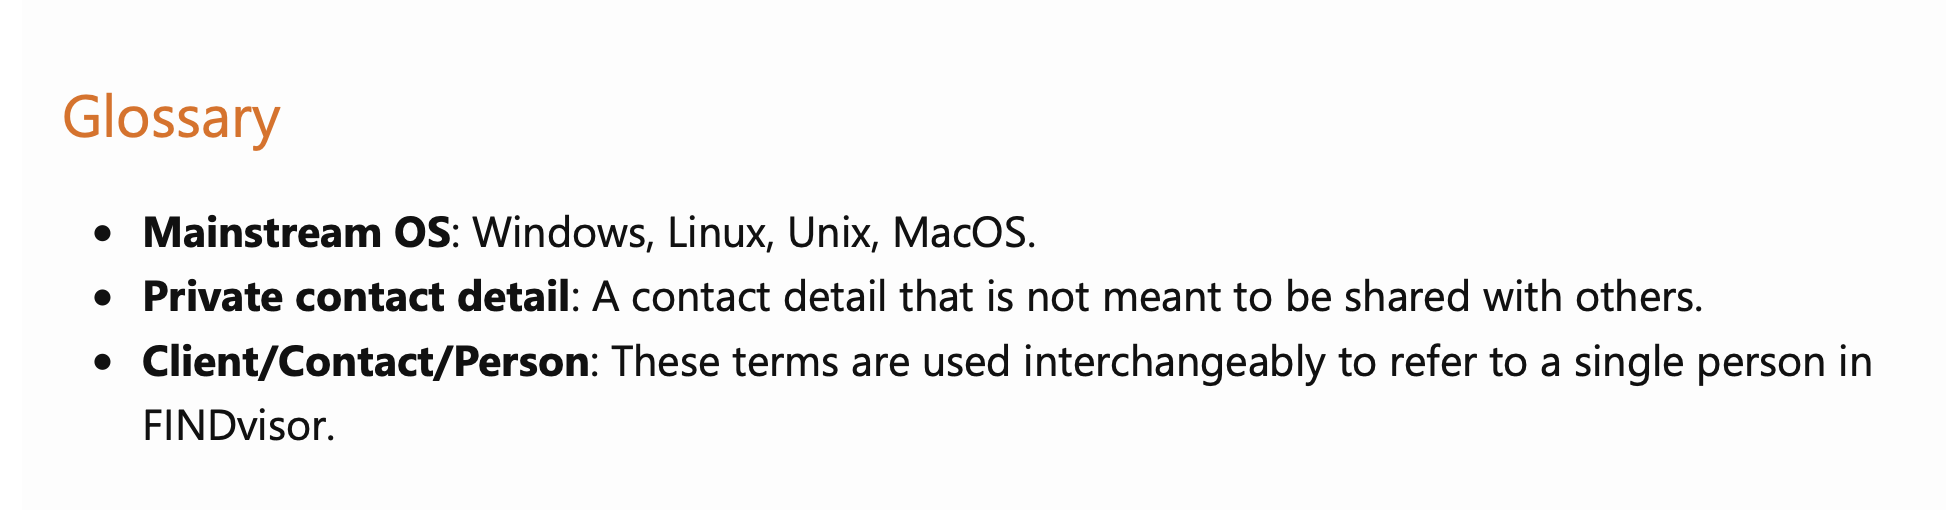 Glossary
• Mainstream OS: Windows, Linux, Unix, MacOS.
• Private contact detail: A contact detail that is not meant to be shared with others.
• Client/Contact/Person: These terms are used interchangeably to refer to a single person in
FINDvisor.